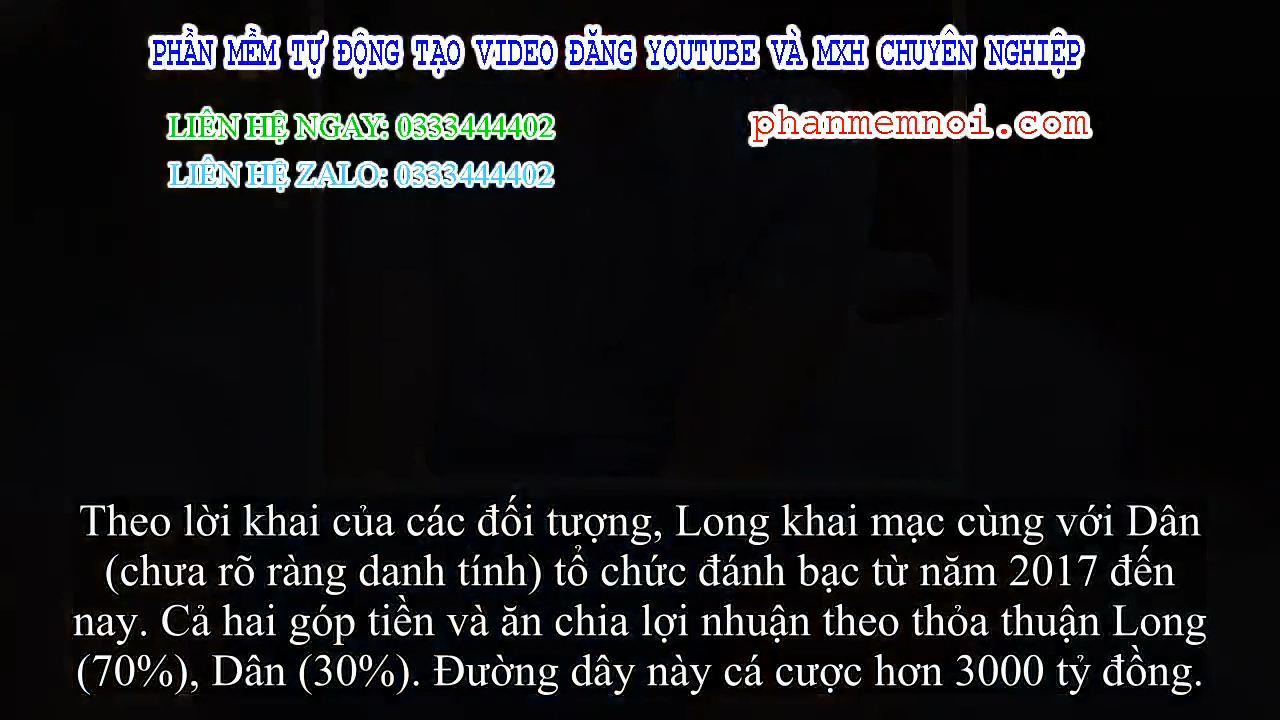 PHẦN MỀM TỰ ĐỘNG TẠO VIDEO ĐĂNG YOUTUBE VÀ MXH CHUYÊN NGHIỆP
LIÊN HỆ NGAY: 0333444402
phanmemnoi.com
LIÊN HỆ ZALO: 0333444402
Theo lời khai của các đối tượng, Long khai mạc cùng với Dân
(chưa rõ ràng danh tính) tổ chức đánh bạc từ năm 2017 đến
nay. Cả hai góp tiền và ăn chia lợi nhuận theo thỏa thuận Long
(70%), Dân (30%). Đường dây này cá cược hơn 3000 tỷ đồng.